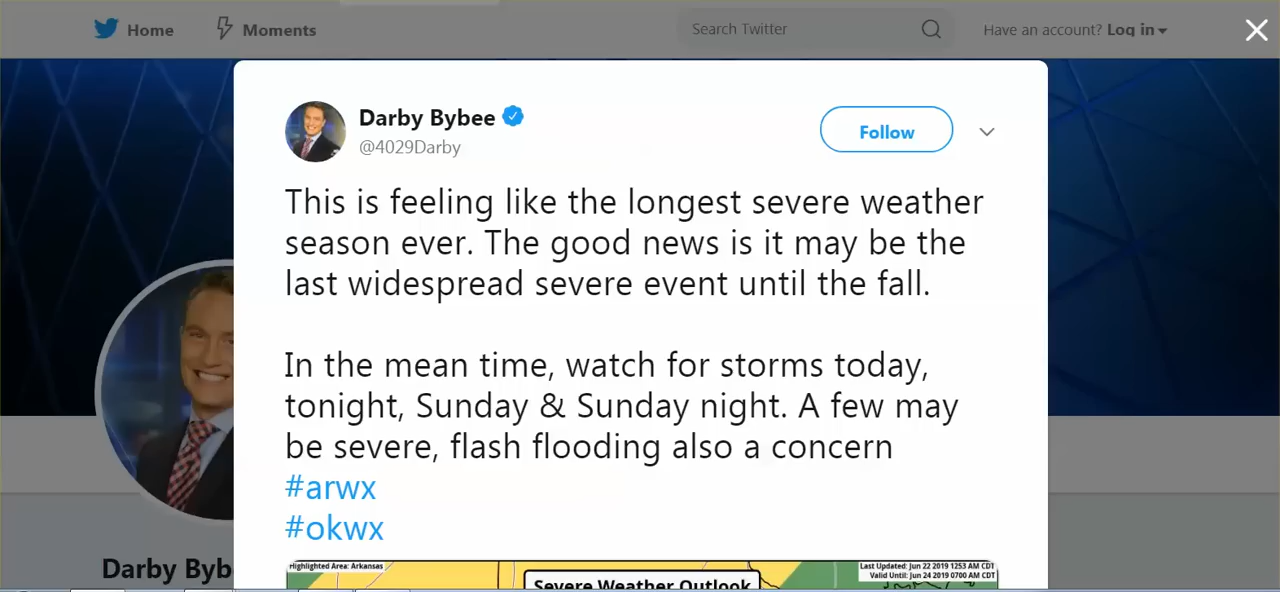 Home
Moments
Search Twitter
Have an account? Log in
Darby Bybee
@4029Darby
Follow
This is feeling like the longest severe weather
season ever. The good news is it may be the
last widespread severe event until the fall.
In the mean time, watch for storms today,
tonight, Sunday & Sunday night. A few may
be severe, flash flooding also a concern
#arwx
#okwx
Darby Byb
Highlighted Area: Arkansas
Severe Weather Outlook
Last Updated: Jun 22 2019 1253 AM CDT
Valid Until: Jun 24 2019 0700 AM CDT